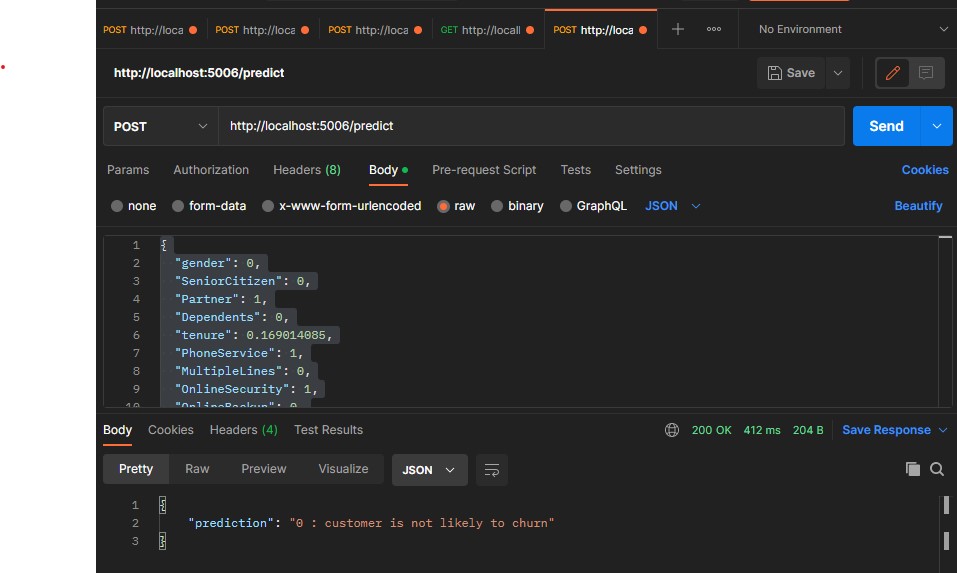 POST http://loca POST http://loca POST http://loca GET http://locall POST http://loca No Environment
http://localhost:5006/predict Save
POST http://localhost:5006/predict Send
Params Authorization Headers (8) Body Pre-request Script Tests Settings Cookies
none form-data x-www-form-urlencoded raw binary GraphQL JSON Beautify
1 {
2 "gender": 0,
3 "SeniorCitizen": 0,
4 "Partner": 1,
5 "Dependents": 0,
6 "tenure": 0.169014085,
7 "PhoneService": 1,
8 "MultipleLines": 0,
9 "OnlineSecurity": 1,
10 "OnlineBackup": 0
Body Cookies Headers (4) Test Results 200 OK 412 ms 204 B Save Response
Pretty Raw Preview Visualize JSON
1 {
2 "prediction": "0 : customer is not likely to churn"
3 }